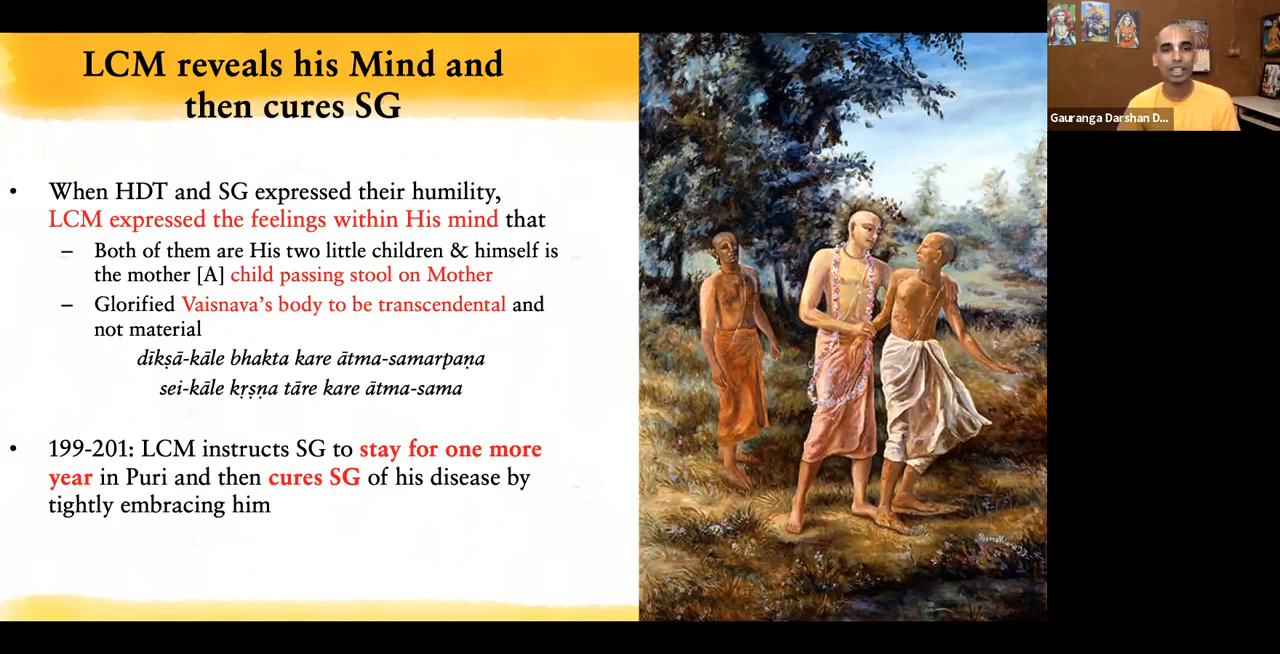 LCM reveals his Mind and
then cures SG
• When HDT and SG expressed their humility,
LCM expressed the feelings within His mind that
– Both of them are His two little children & himself is
the mother [A] child passing stool on Mother
– Glorified Vaisnava's body to be transcendental and
not material
dīkṣā-kāle bhakta kare ātma-samarpaṇa
sei-kāle kṛṣṇa tāre kare ātma-sama
• 199-201: LCM instructs SG to stay for one more
year in Puri and then cures SG of his disease by
tightly embracing him
Gauranga Darshan D...